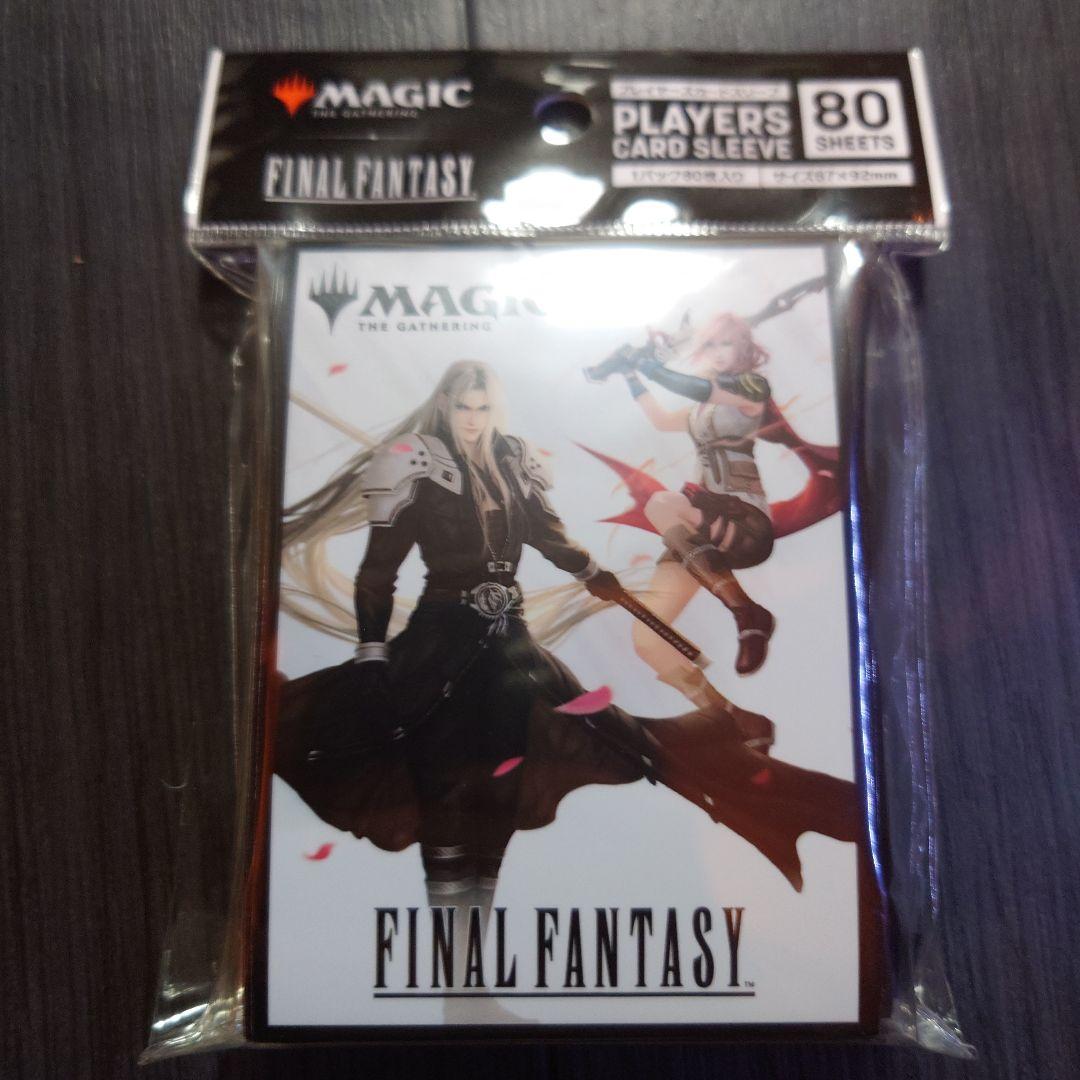 MAGIC
THE GATHERING
FINAL FANTASY
プレイヤーズカードスリーブ
PLAYERS
CARD SLEEVE
80
SHEETS
1パック80枚入り
サイズ67×92mm
MAGIC
THE GATHERING
FINAL FANTASY™